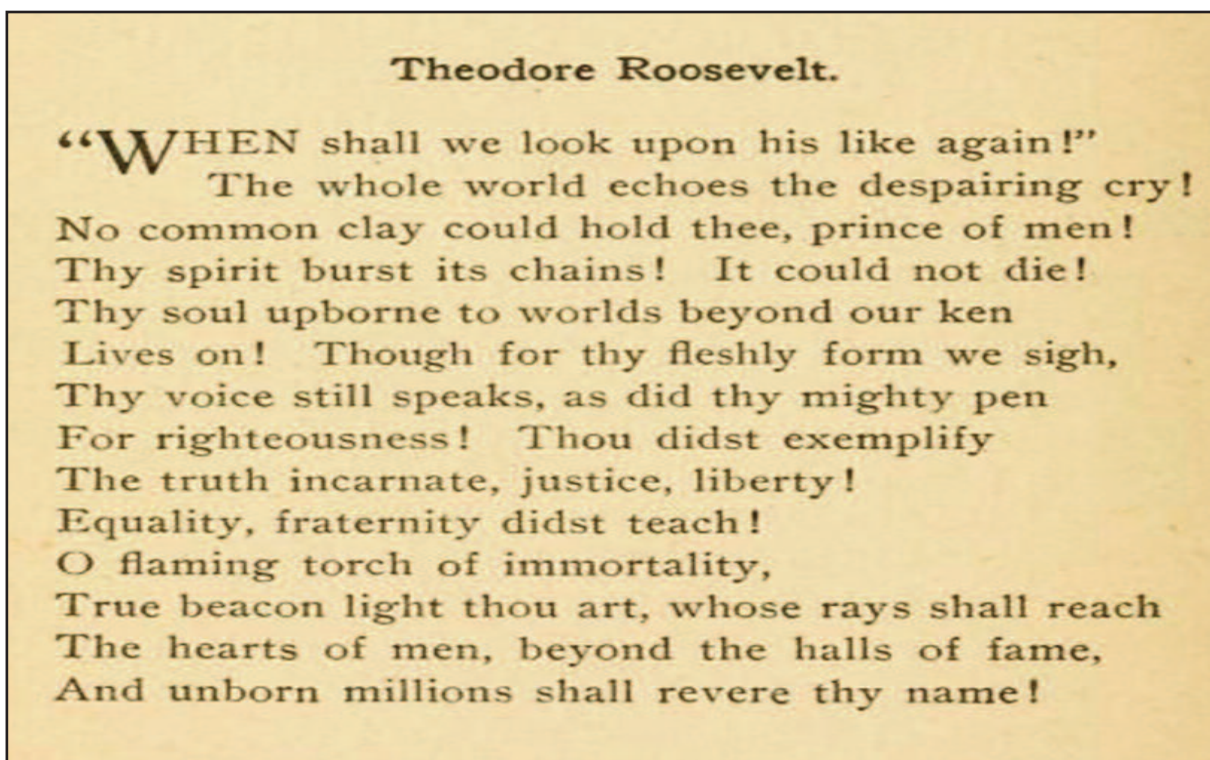 Theodore Roosevelt.
“WHEN shall we look upon his like again!”
The whole world echoes the despairing cry!
No common clay could hold thee, prince of men!
Thy spirit burst its chains! It could not die!
Thy soul upborne to worlds beyond our ken
Lives on! Though for thy fleshly form we sigh,
Thy voice still speaks, as did thy mighty pen
For righteousness! Thou didst exemplify
The truth incarnate, justice, liberty!
Equality, fraternity didst teach!
O flaming torch of immortality,
True beacon light thou art, whose rays shall reach
The hearts of men, beyond the halls of fame,
And unborn millions shall revere thy name!